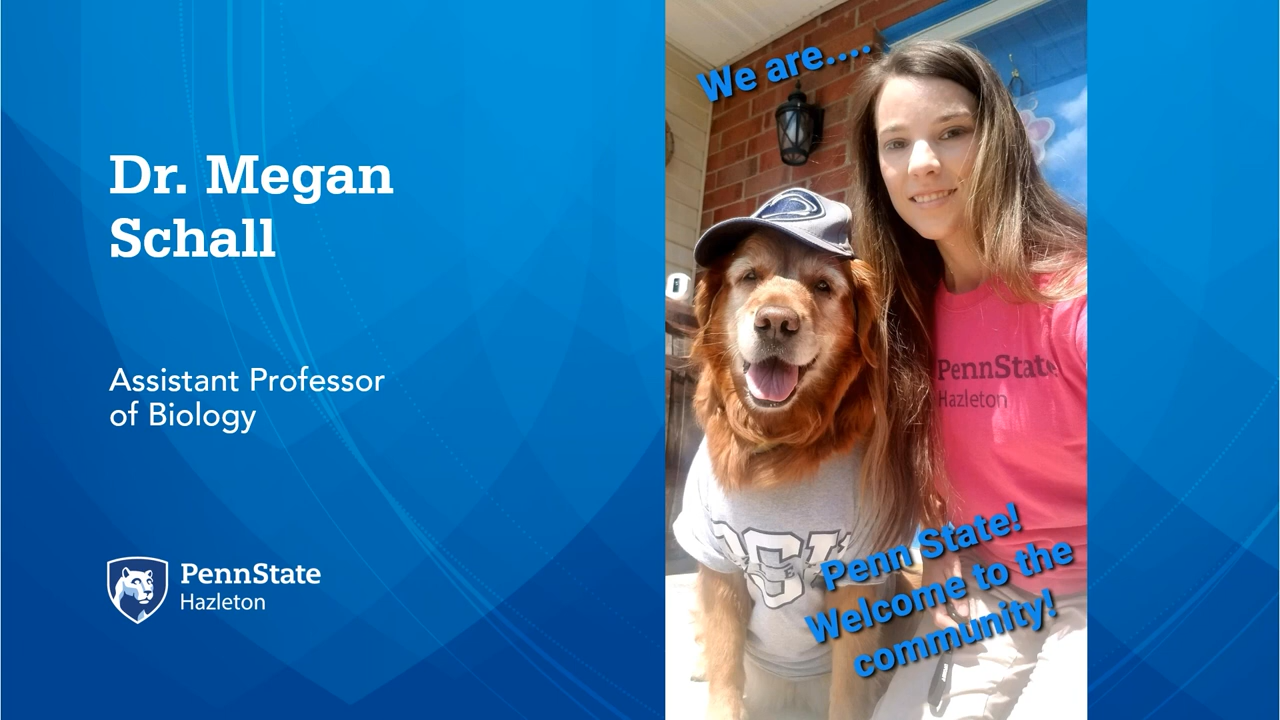 Dr. Megan
Schall
Assistant Professor
of Biology
PennState
Hazleton
We are....
PennState
Hazleton
PSU
Penn State!
Welcome to the
community!